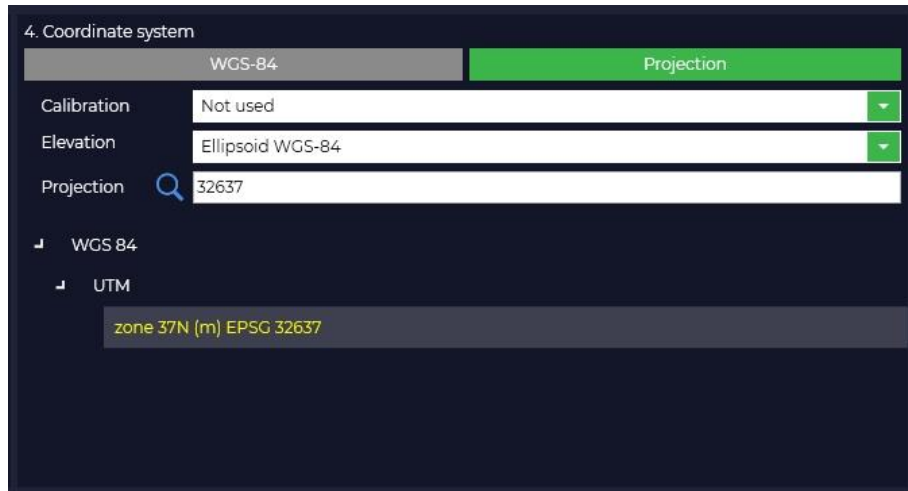 4. Coordinate system
WGS-84 Projection
Calibration Not used
Elevation Ellipsoid WGS-84
Projection 32637
WGS 84
UTM
zone 37N (m) EPSG 32637